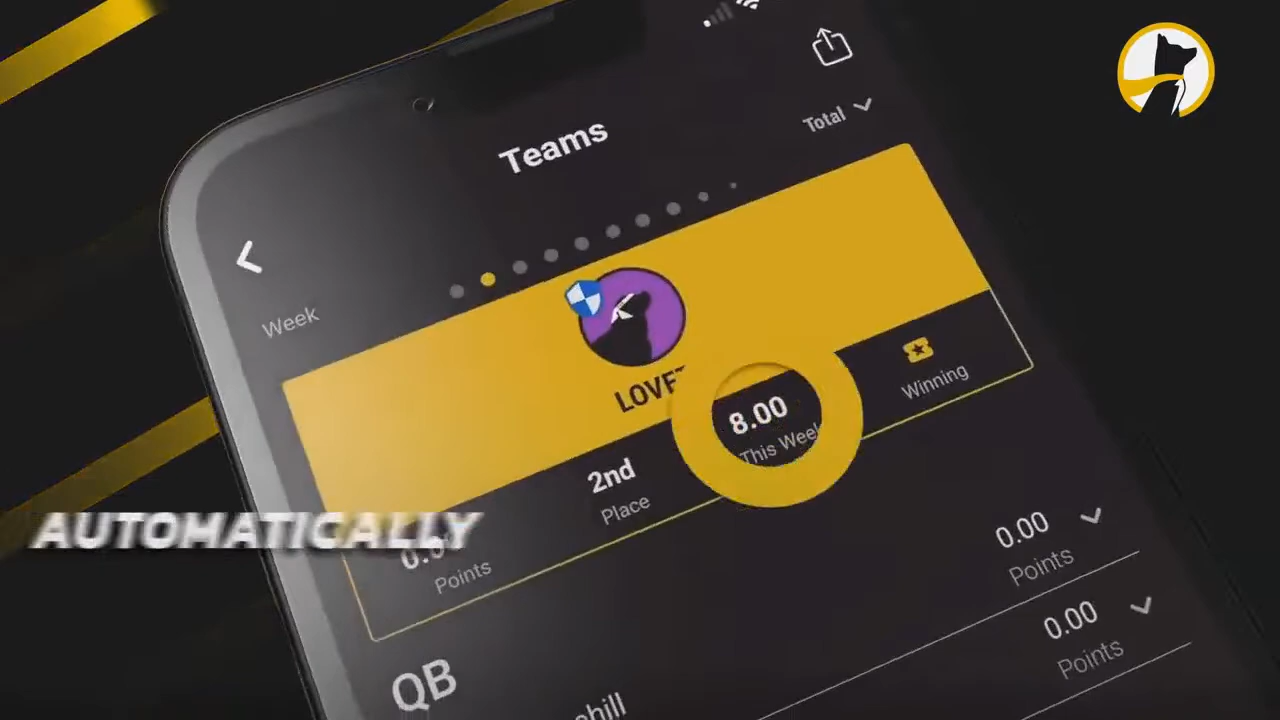 Teams
Total
Week
8.00
This Week
Winning
2nd
Place
AUTOMATICALLY
Points
0.00
Points
0.00
Points
QB